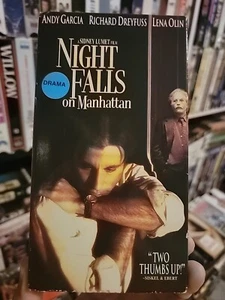 ANDY GARCIA RICHARD DREYFUSS LENA OLIN
A SIDNEY LUMET FILM
NIGHT
FALLS
on MANHATTAN
DRAMA
"TWO
THUMBS UP!"
-SISKEL & EBERT
WILLOW